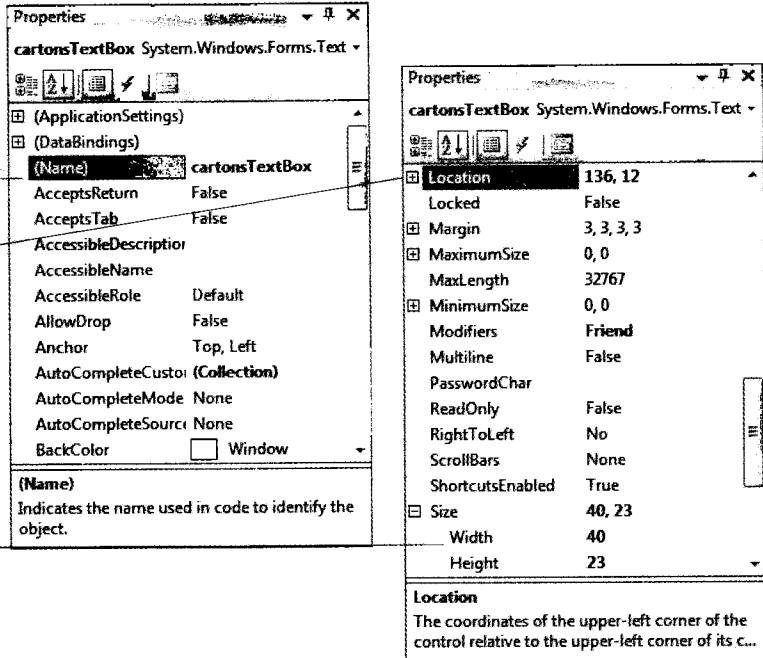 Properties
cartonsTextBox System.Windows.Forms.Text
(ApplicationSettings)
(DataBindings)
(Name) cartonsTextBox
AcceptsReturn False
AcceptsTab False
AccessibleDescription
AccessibleName
AccessibleRole Default
AllowDrop False
Anchor Top, Left
AutoCompleteCustor (Collection)
AutoCompleteMode None
AutoCompleteSource None
BackColor Window
(Name)
Indicates the name used in code to identify the
object.
Properties
cartonsTextBox System.Windows.Forms.Text
Location 136, 12
Locked False
Margin 3, 3, 3, 3
MaximumSize 0, 0
MaxLength 32767
MinimumSize 0, 0
Modifiers Friend
Multiline False
PasswordChar
ReadOnly False
RightToLeft No
ScrollBars None
ShortcutsEnabled True
Size 40, 23
Width 40
Height 23
Location
The coordinates of the upper-left corner of the
control relative to the upper-left corner of its c...